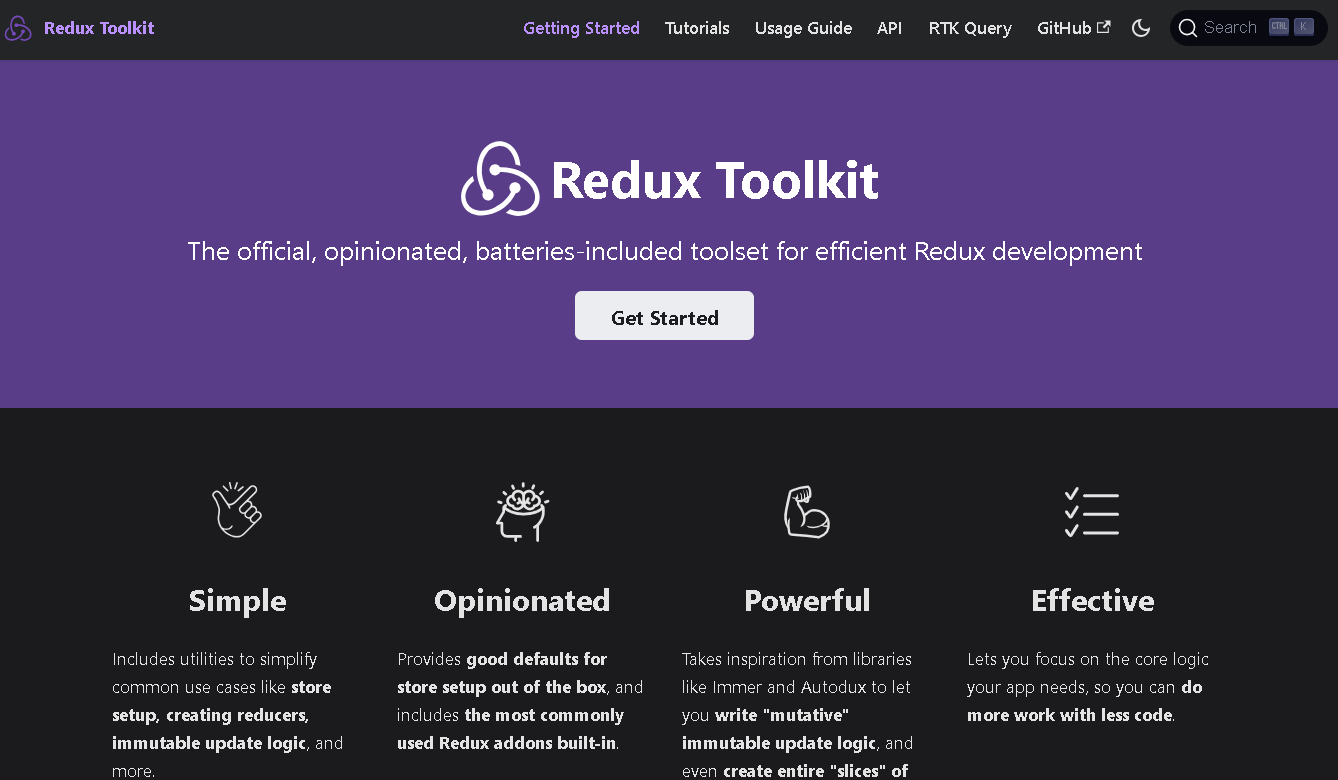 Redux Toolkit
Getting Started
Tutorials
Usage Guide
API
RTK Query
GitHub
Search
CTRL
K
Redux Toolkit
The official, opinionated, batteries-included toolset for efficient Redux development
Get Started
Simple
Includes utilities to simplify
common use cases like store
setup, creating reducers,
immutable update logic, and
more.
Opinionated
Provides good defaults for
store setup out of the box, and
includes the most commonly
used Redux addons built-in.
Powerful
Takes inspiration from libraries
like Immer and Autodux to let
you write "mutative"
immutable update logic, and
even create entire "slices" of
Effective
Lets you focus on the core logic
your app needs, so you can do
more work with less code.